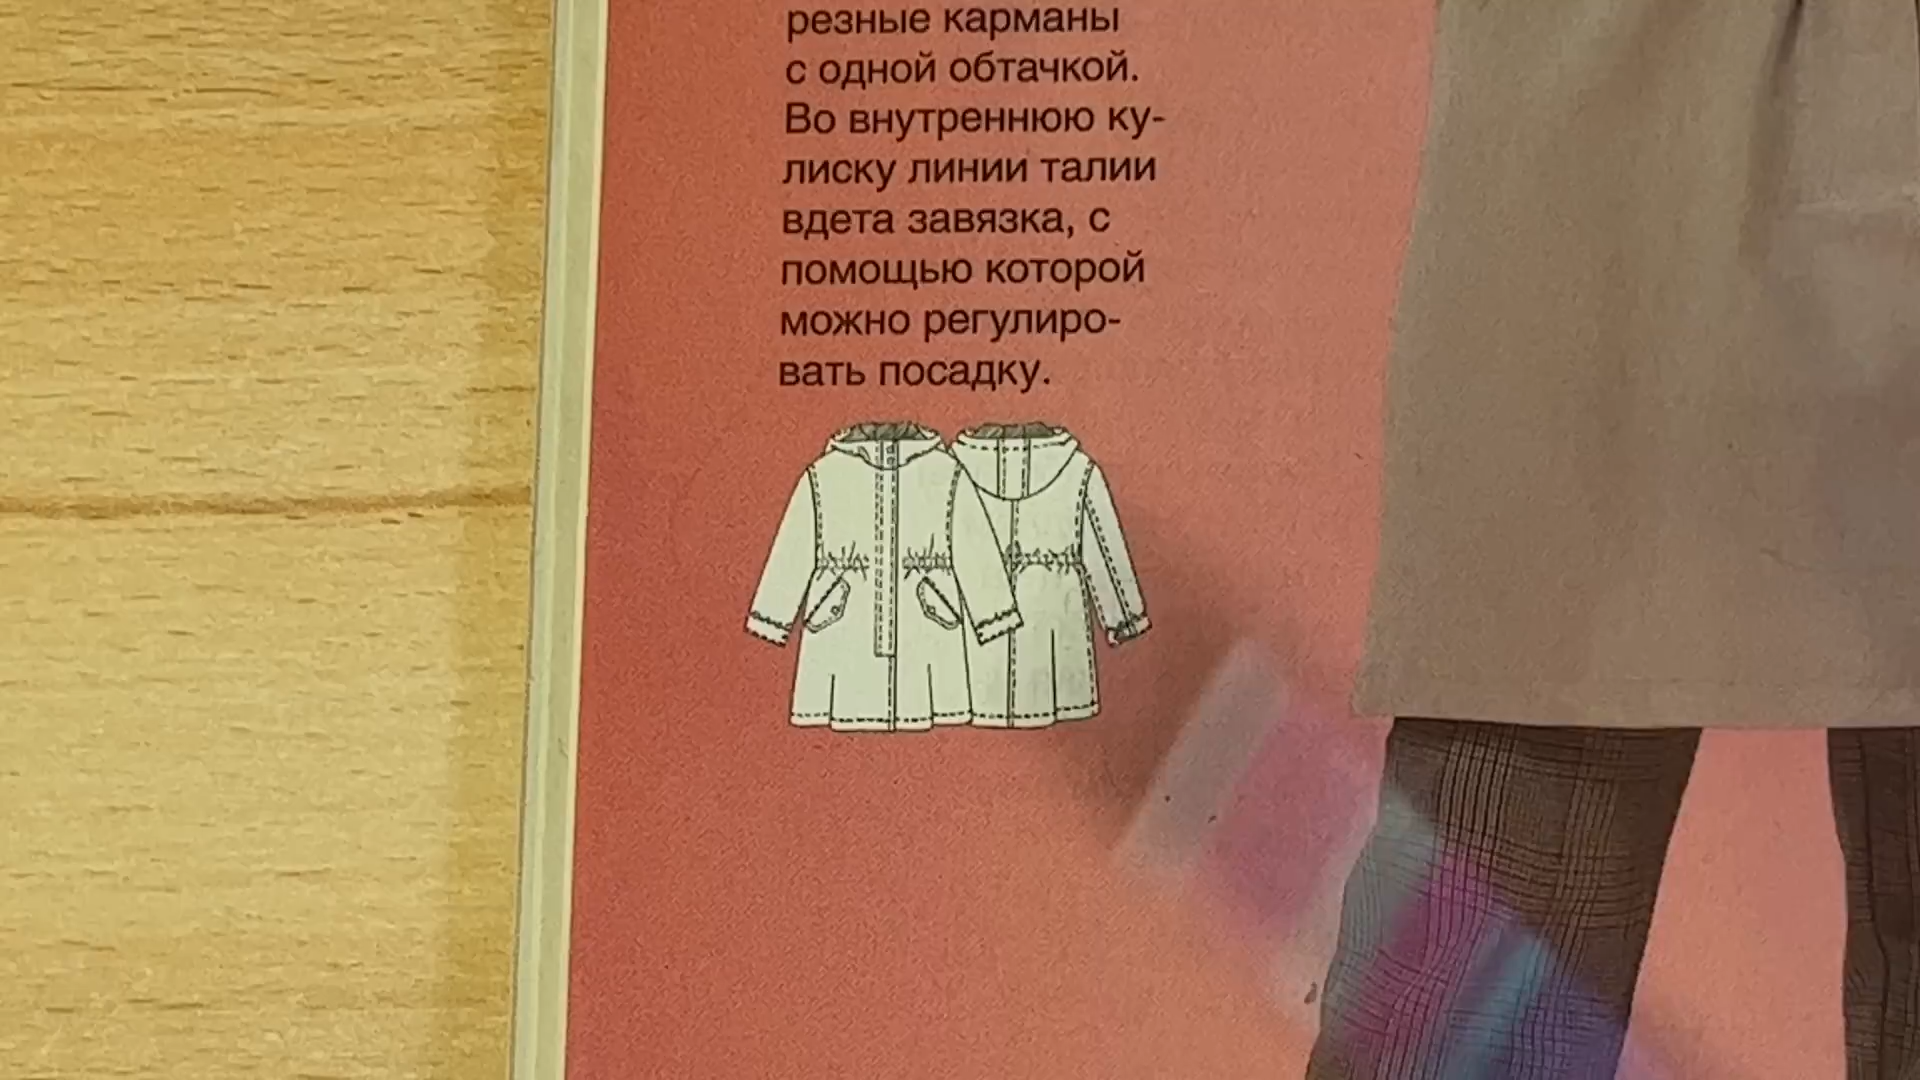 резные карманы
с одной обтачкой.
Во внутреннюю ку-
лиску линии талии
вдета завязка, с
помощью которой
можно регулиро-
вать посадку.